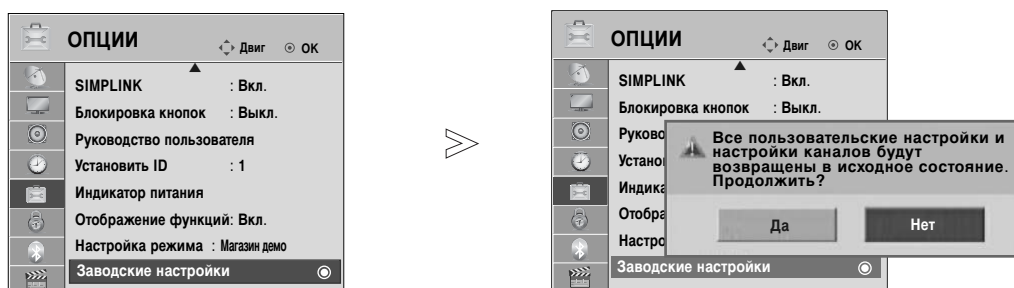 ОПЦИИ
Двиг OK
SIMPLINK : Вкл.
Блокировка кнопок : Выкл.
Руководство пользователя
Установить ID : 1
Индикатор питания
Отображение функций: Вкл.
Настройка режима : Магазин демо
Заводские настройки
ОПЦИИ
Двиг OK
SIMPLINK : Вкл.
Блокировка кнопок : Выкл.
Руково
Устано
Индика
Отобра
Настро
Заводские настройки
Все пользовательские настройки и
настройки каналов будут
возвращены в исходное состояние.
Продолжить?
Да Нет